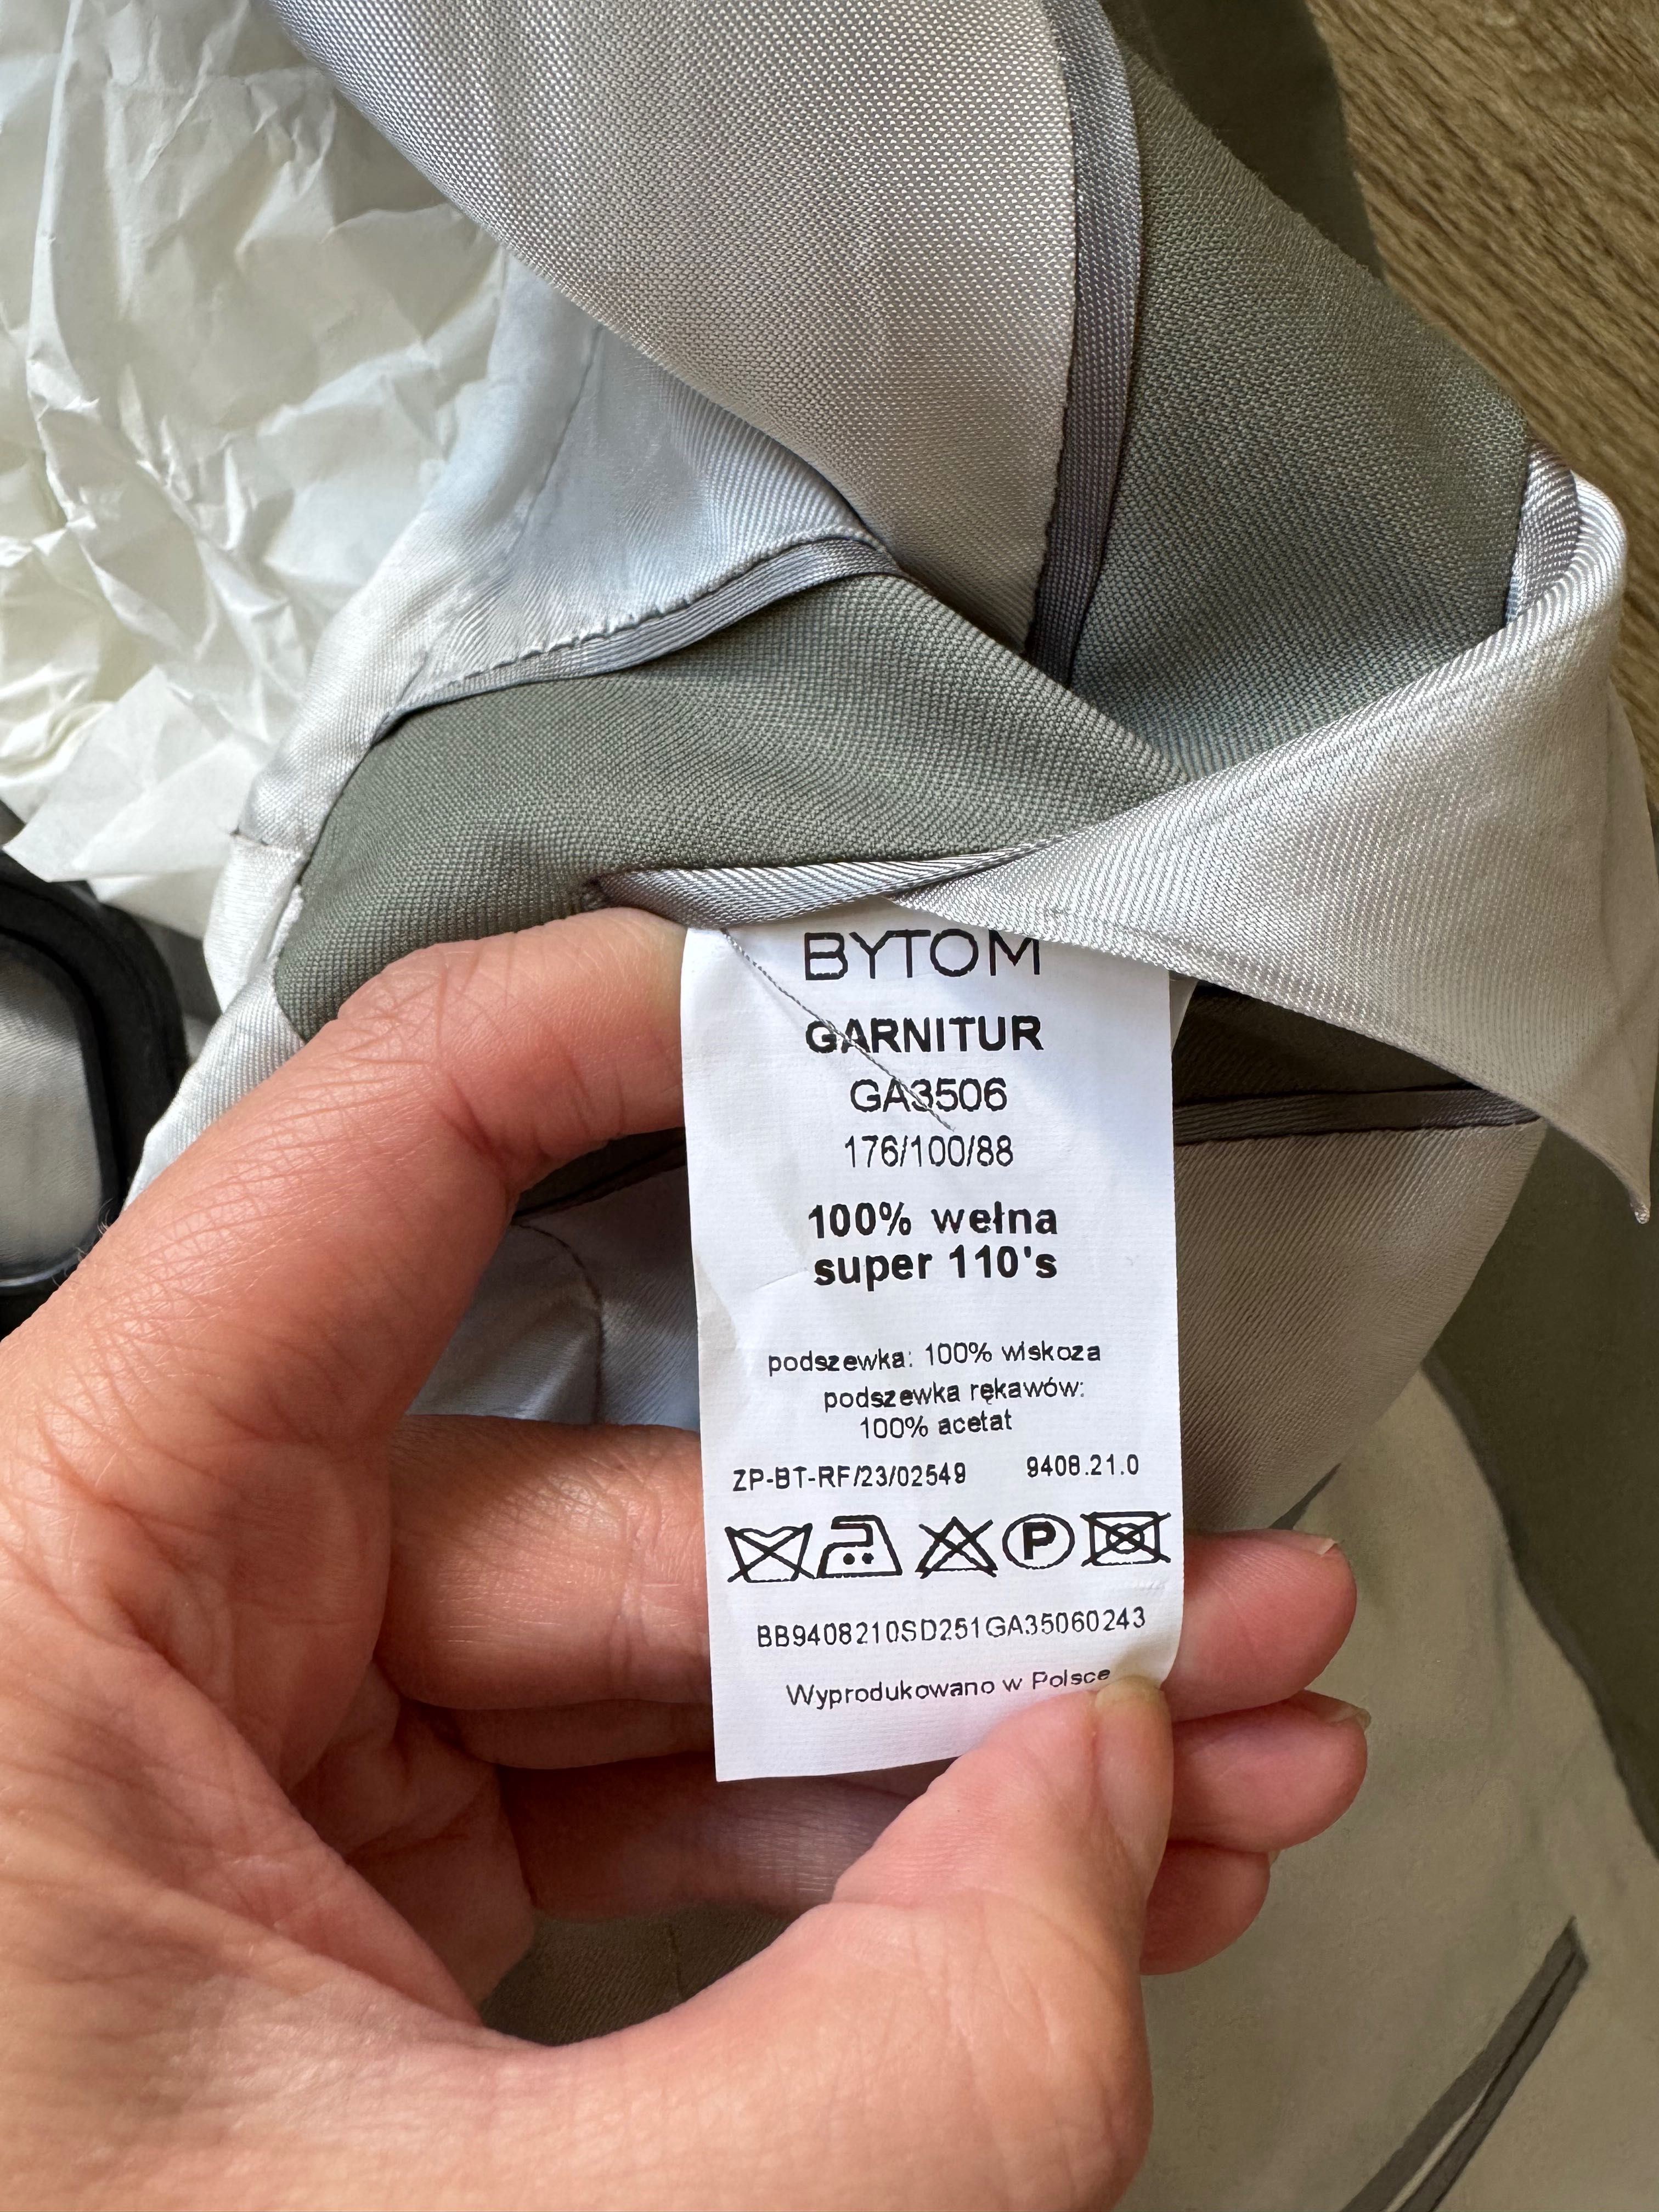 BYTOM
GARNITUR
GA3506
176/100/88
100% wełna
super 110's
podszewka: 100% wiskoza
podszewka rękawów:
100% acetat
ZP-BT-RF/23/02549 9408.21.0
P
BB9408210SD251GA35060243
Wyprodukowano w Polsce